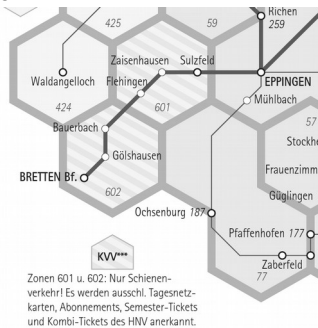 Richen
259
425
59
Zaisenhausen
Sulzfeld
Waldangelloch
Flehingen
EPPINGEN
Mühlbach
424
601
57
Bauerbach
Gölshausen
Frauenzimm
BRETTEN Bf.
Güglingen
602
Ochsenburg 187
Pfaffenhofen 177
Zaberfeld
77
KVV***
Zonen 601 u. 602: Nur Schienen-
verkehr! Es werden ausschl. Tagesnetz-
karten, Abonnements, Semester-Tickets
und Kombi-Tickets des HNV anerkannt.